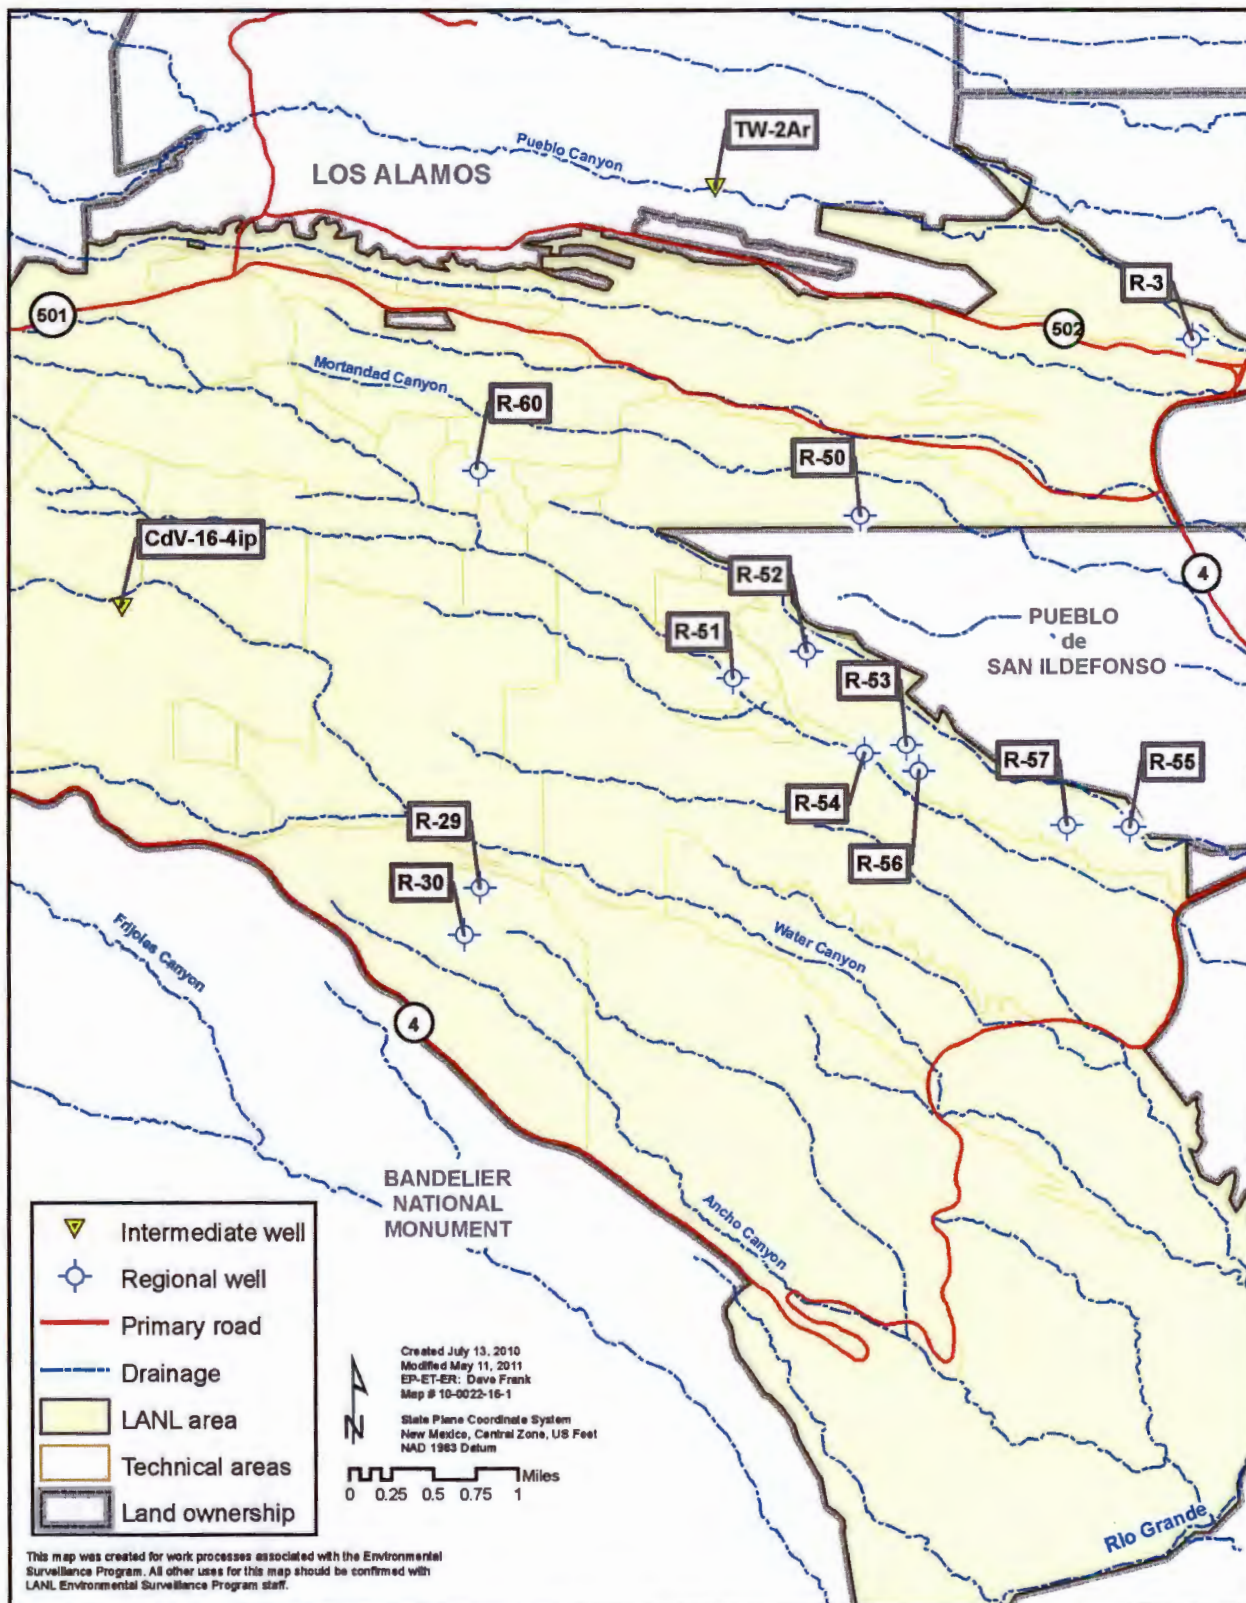 TW-2Ar
Pueblo Canyon
LOS ALAMOS
R-3
501
502
Mortandad Canyon
R-60
R-50
CdV-16-4ip
R-52
4
R-51
PUEBLO
de
SAN ILDEFONSO
R-53
R-57
R-55
R-54
R-29
R-56
R-30
Frijoles Canyon
Water Canyon
4
BANDELIER
NATIONAL
MONUMENT
Ancho Canyon
Intermediate well
Regional well
Primary road
Drainage
LANL area
Technical areas
Land ownership
Created July 13, 2010
Modified May 11, 2011
EP-ET-ER: Dave Frank
Map # 10-0022-16-1
N
State Plane Coordinate System
New Mexico, Central Zone, US Feet
NAD 1983 Datum
Miles
0 0.25 0.5 0.75 1
Rio Grande
This map was created for work processes associated with the Environmental
Surveillance Program. All other uses for this map should be confirmed with
LANL Environmental Surveillance Program staff.